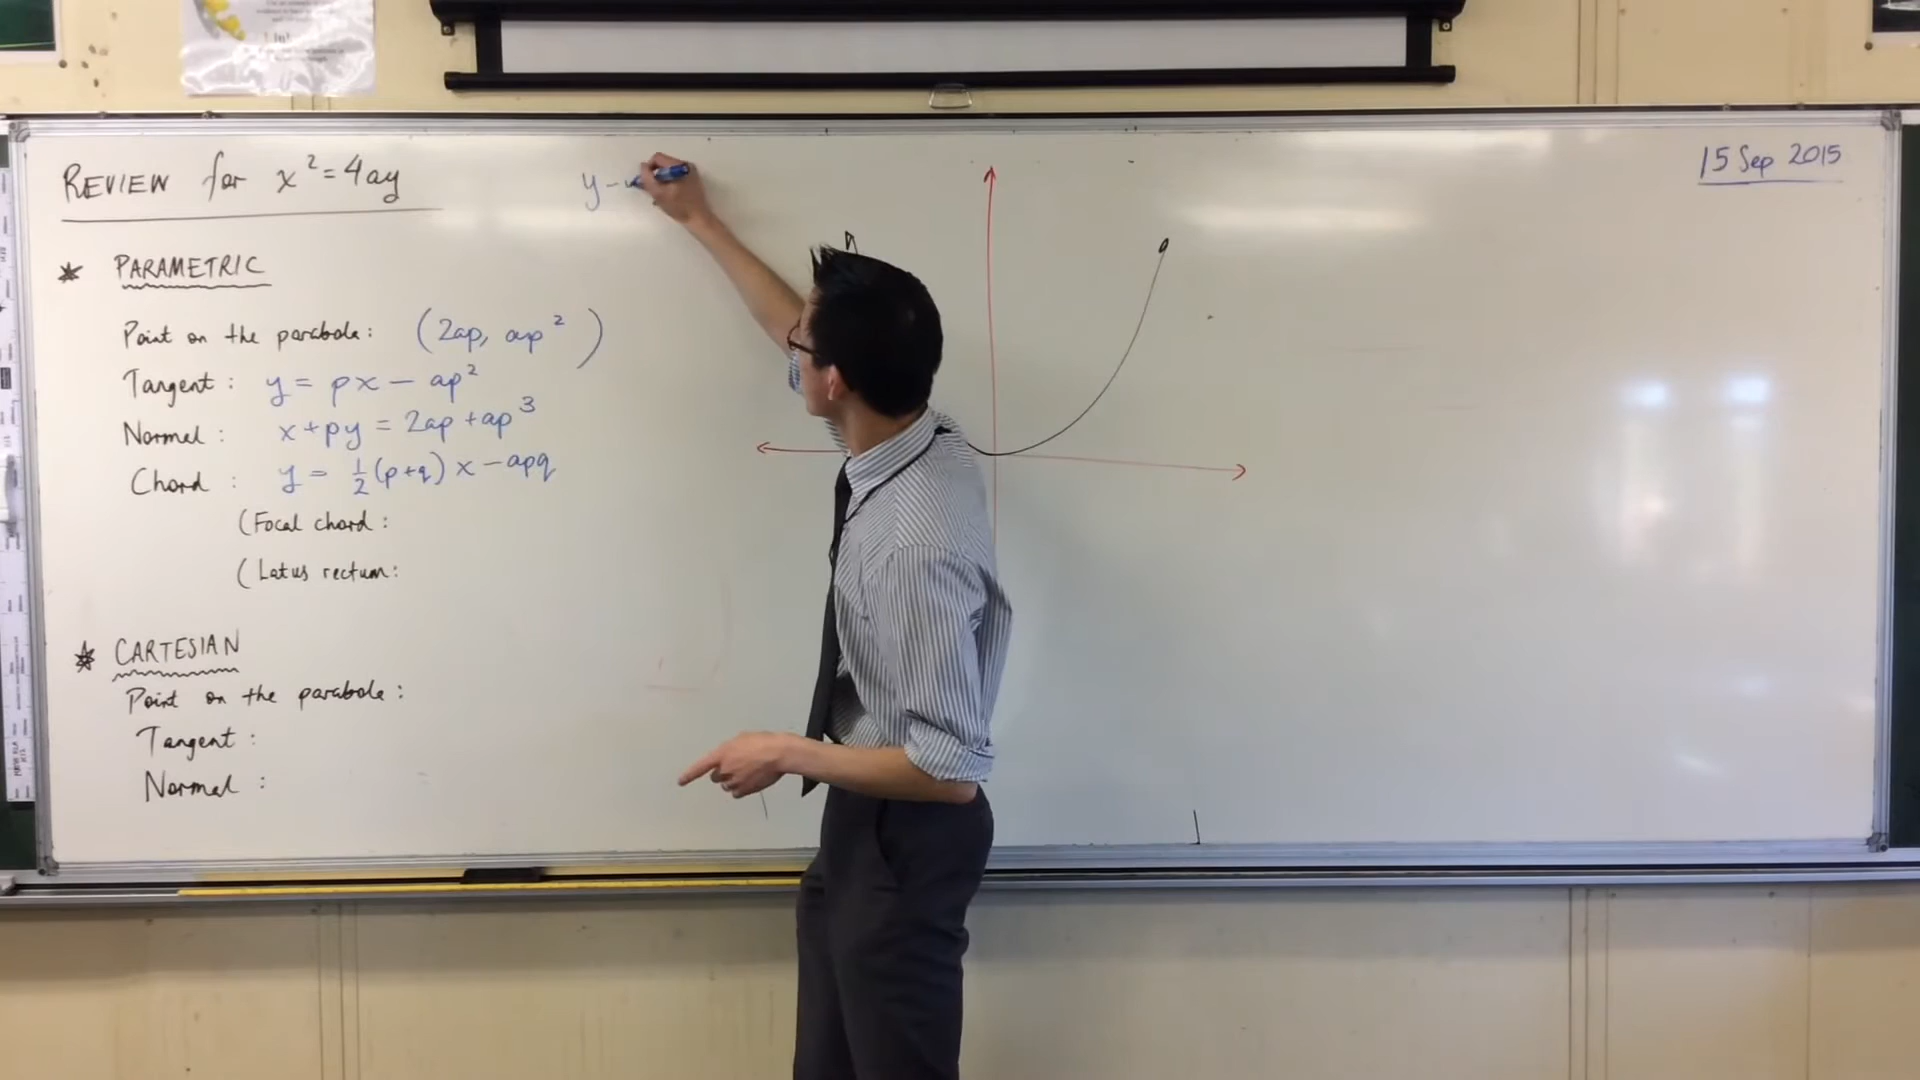 REVIEW for x² = 4ay
y -
15 Sep 2015
* PARAMETRIC
Point on the parabola: (2ap, ap²)
Tangent: y = px - ap²
Normal: x + py = 2ap + ap³
Chord: y = ½(p+q)x - apq
(Focal chord:
(Latus rectum:
* CARTESIAN
Point on the parabola:
Tangent:
Normal: